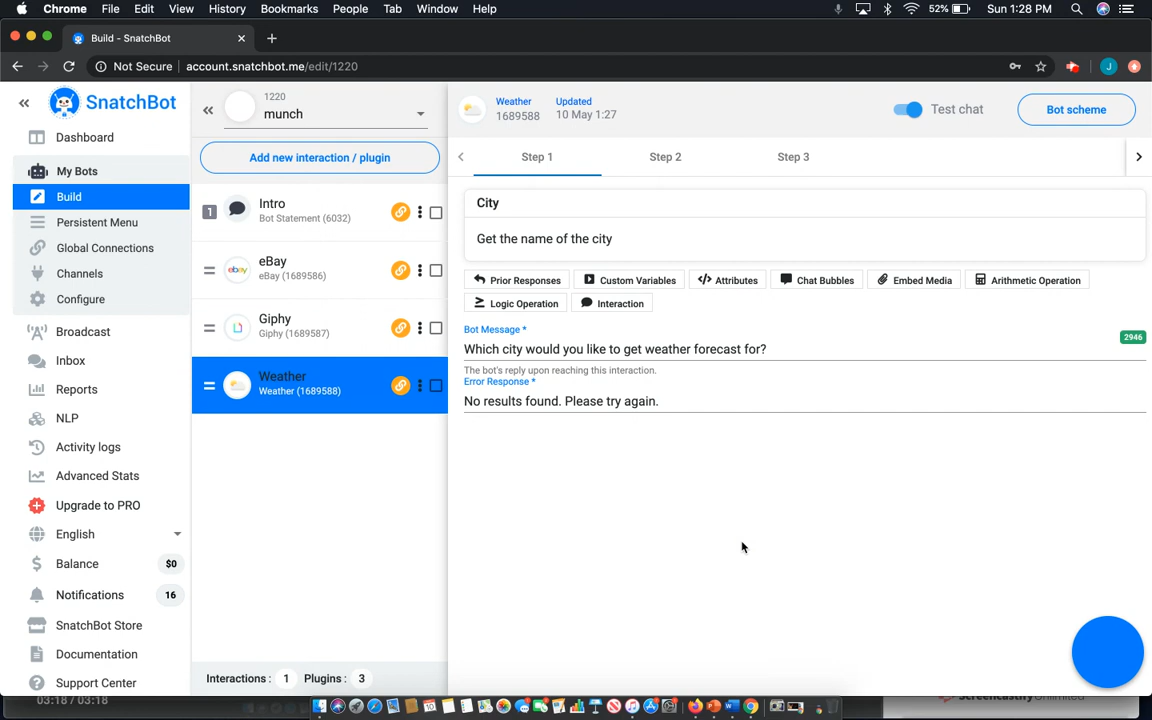 Chrome File Edit View History Bookmarks People Tab Window Help 52% Sun 1:28 PM
Build - SnatchBot
Not Secure account.snatchbot.me/edit/1220 J
SnatchBot
Dashboard
My Bots
Build
Persistent Menu
Global Connections
Channels
Configure
Broadcast
Inbox
Reports
NLP
Activity logs
Advanced Stats
Upgrade to PRO
English
Balance $0
Notifications 16
SnatchBot Store
Documentation
Support Center
03:18 / 03:18
1220
munch
Add new interaction / plugin
1 Intro
Bot Statement (6032)
eBay
eBay (1689586)
Giphy
Giphy (1689587)
Weather
Weather (1689588)
Interactions : 1 Plugins : 3
Weather Updated
1689588 10 May 1:27
Test chat
Bot scheme
Step 1 Step 2 Step 3
City
Get the name of the city
Prior Responses Custom Variables Attributes Chat Bubbles Embed Media Arithmetic Operation
Logic Operation Interaction
Bot Message *
2946
Which city would you like to get weather forecast for?
The bot's reply upon reaching this interaction.
Error Response *
No results found. Please try again.